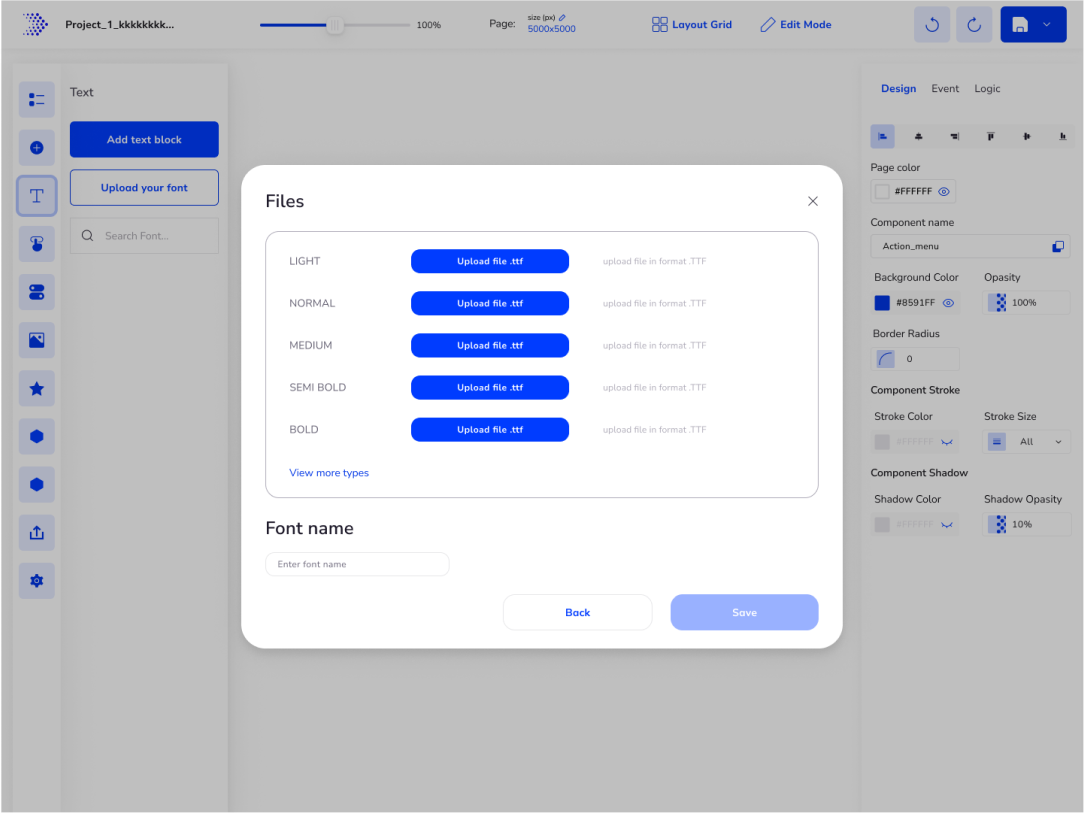 Project_1_kkkkkkkk...
100%
Page:
size (px)
5000x5000
Layout Grid
Edit Mode
Text
Add text block
Upload your font
Search Font...
Files
LIGHT
Upload file .ttf
upload file in format .TTF
NORMAL
Upload file .ttf
upload file in format .TTF
MEDIUM
Upload file .ttf
upload file in format .TTF
SEMI BOLD
Upload file .ttf
upload file in format .TTF
BOLD
Upload file .ttf
upload file in format .TTF
View more types
Font name
Enter font name
Back
Save
Design Event Logic
Page color
#FFFFFF
Component name
Action_menu
Background Color Opasity
#8591FF 100%
Border Radius
0
Component Stroke
Stroke Color Stroke Size
#FFFFFF All
Component Shadow
Shadow Color Shadow Opasity
#FFFFFF 10%